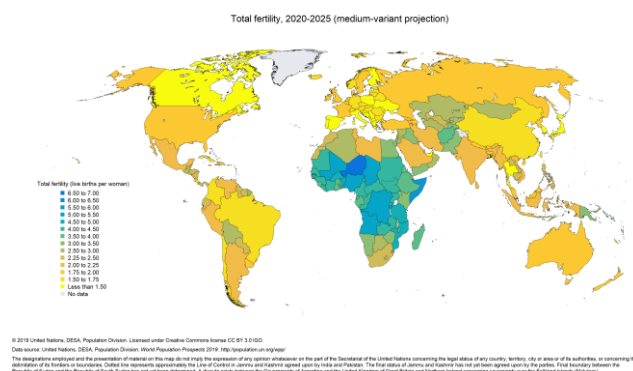 Total fertility, 2020-2025 (medium-variant projection)
Total fertility (live births per woman)
6.50 to 7.00
6.00 to 6.50
5.50 to 6.00
5.00 to 5.50
4.50 to 5.00
4.00 to 4.50
3.50 to 4.00
3.00 to 3.50
2.50 to 3.00
2.25 to 2.50
2.00 to 2.25
1.75 to 2.00
1.50 to 1.75
Less than 1.50
No data
© 2019 United Nations, DESA, Population Division. Licensed under Creative Commons license CC BY 3.0 IGO.
Data source: United Nations, DESA, Population Division. World Population Prospects 2019. http://population.un.org/wpp/
The designations employed and the presentation of material on this map do not imply the expression of any opinion whatsoever on the part of the Secretariat of the United Nations concerning the legal status of any country, territory, city or area or of its authorities, or concerning
delimitation of its frontiers or boundaries. Dotted line represents approximately the Line of Control in Jammu and Kashmir agreed upon by India and Pakistan. The final status of Jammu and Kashmir has not yet been agreed upon by the parties. Final boundary between the